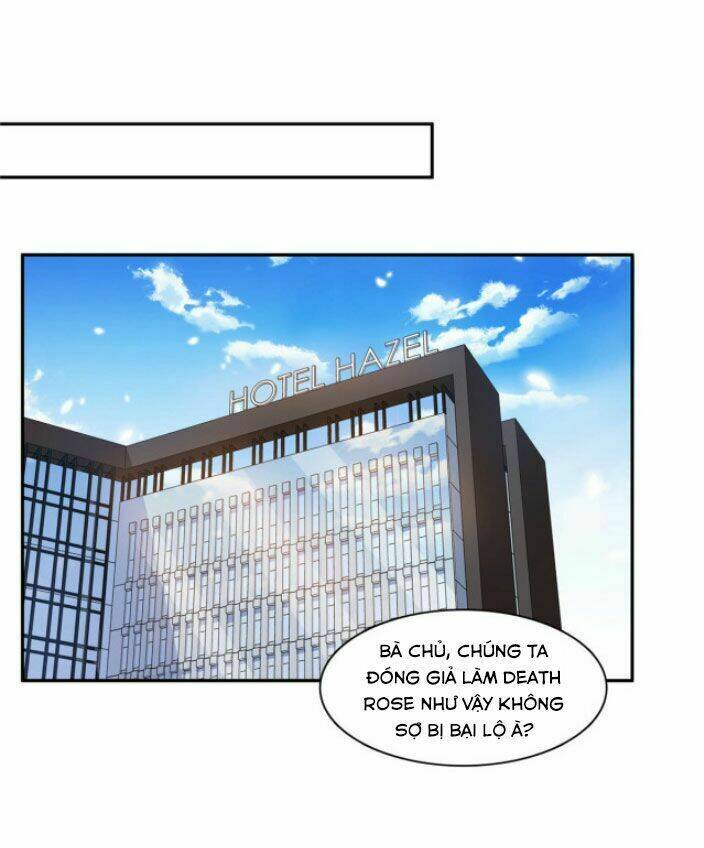 HOTEL HAZEL
BÀ CHỦ, CHÚNG TA
ĐÓNG GIẢ LÀM DEATH
ROSE NHƯ VẬY KHÔNG
SỢ BỊ BẠI LỘ À?